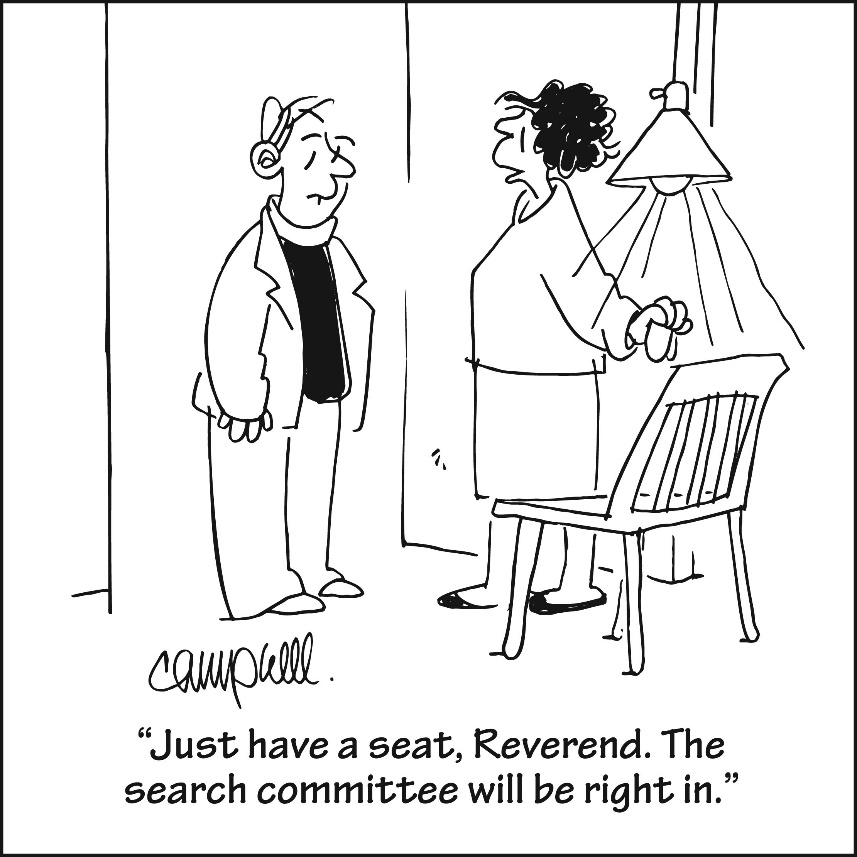 Campbell.
“Just have a seat, Reverend. The
search committee will be right in.”